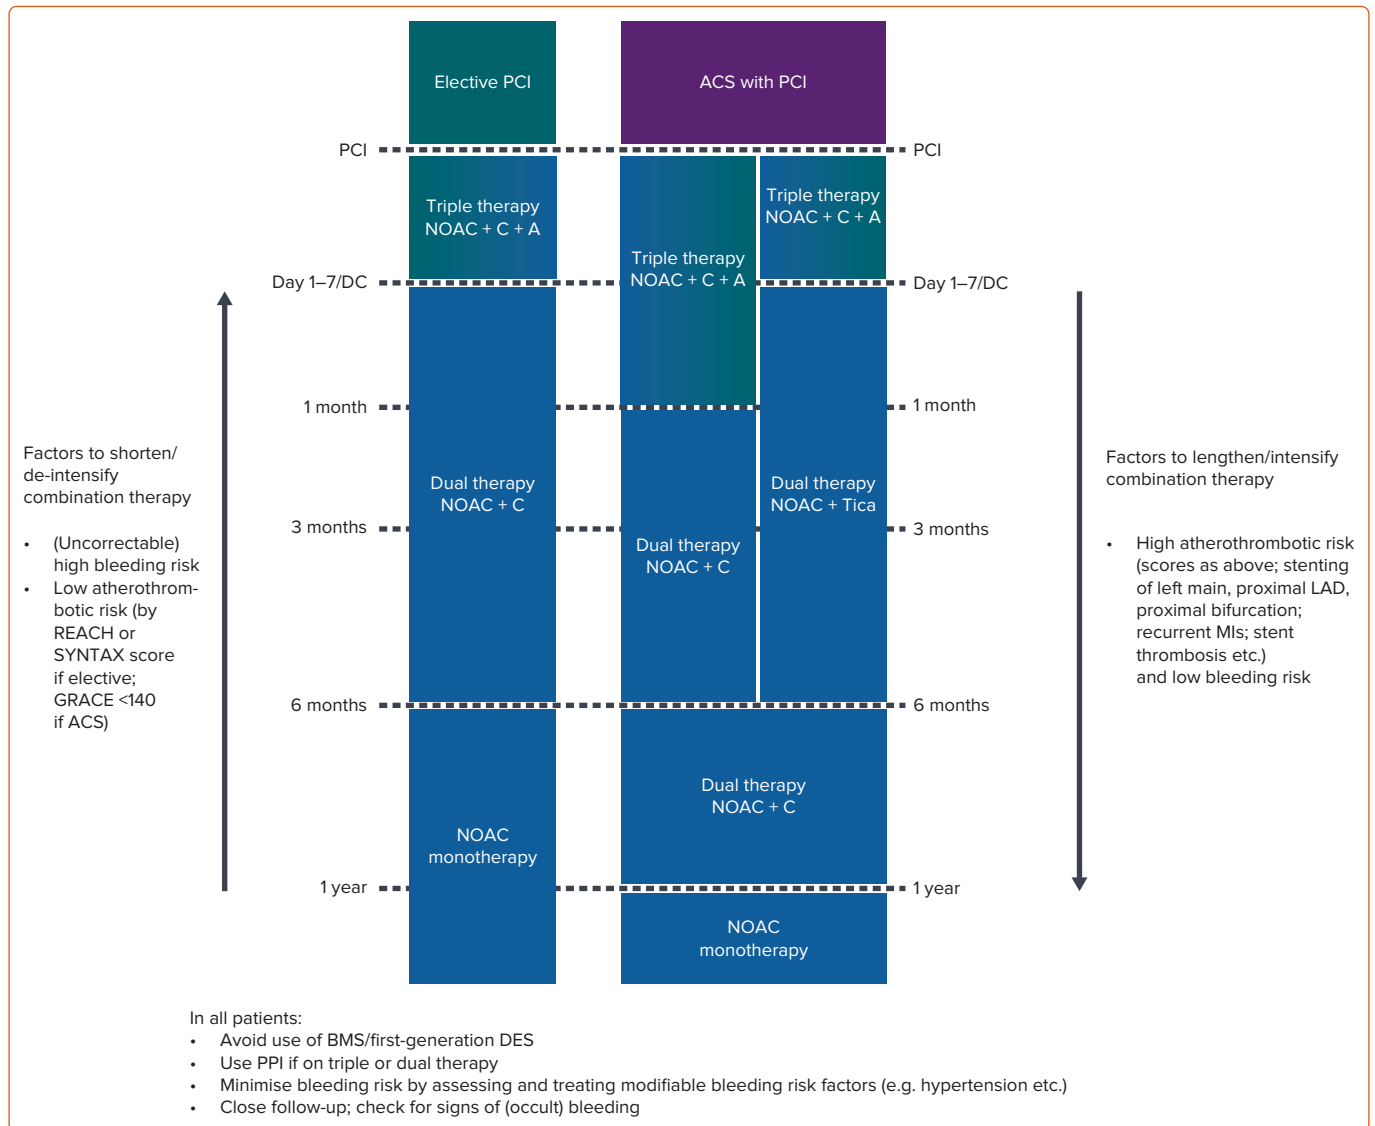 Elective PCI
ACS with PCI
PCI
PCI
Triple therapy
NOAC + C + A
Triple therapy
NOAC + C + A
Triple therapy
NOAC + C + A
Day 1–7/DC
Day 1–7/DC
1 month
1 month
Factors to shorten/
de-intensify
combination therapy
• (Uncorrectable)
high bleeding risk
• Low atherothrom-
botic risk (by
REACH or
SYNTAX score
if elective;
GRACE <140
if ACS)
Dual therapy
NOAC + C
Dual therapy
NOAC + Tica
Factors to lengthen/intensify
combination therapy
• High atherothrombotic risk
(scores as above; stenting
of left main, proximal LAD,
proximal bifurcation;
recurrent MIs; stent
thrombosis etc.)
and low bleeding risk
3 months
3 months
Dual therapy
NOAC + C
6 months
6 months
Dual therapy
NOAC + C
NOAC
monotherapy
1 year
1 year
NOAC
monotherapy
In all patients:
• Avoid use of BMS/first-generation DES
• Use PPI if on triple or dual therapy
• Minimise bleeding risk by assessing and treating modifiable bleeding risk factors (e.g. hypertension etc.)
• Close follow-up; check for signs of (occult) bleeding